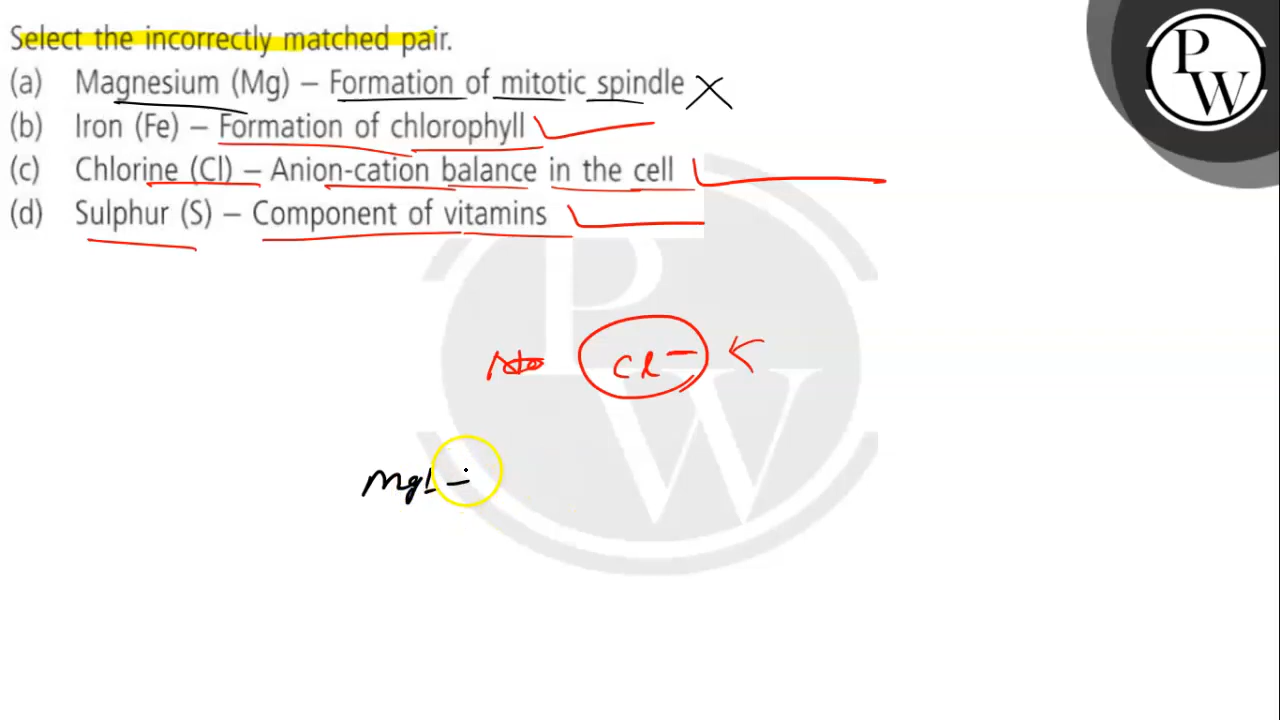 Select the incorrectly matched pair.
(a) Magnesium (Mg) – Formation of mitotic spindle
(b) Iron (Fe) – Formation of chlorophyll
(c) Chlorine (Cl) – Anion-cation balance in the cell
(d) Sulphur (S) – Component of vitamins
P
W
P
W
Cl⁻